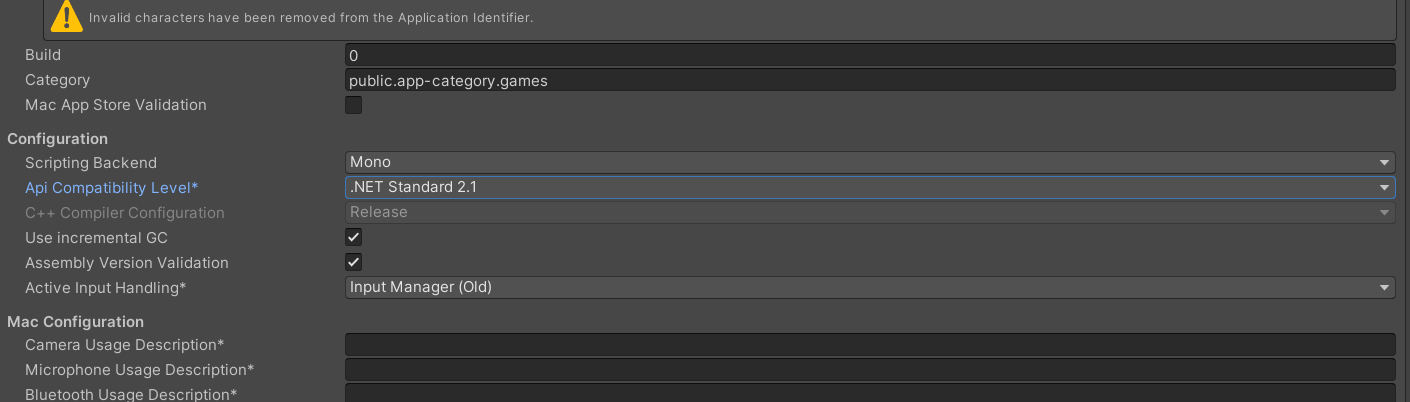 Invalid characters have been removed from the Application Identifier.
Build 0
Category public.app-category.games
Mac App Store Validation
Configuration
Scripting Backend Mono
Api Compatibility Level* .NET Standard 2.1
C++ Compiler Configuration Release
Use incremental GC
Assembly Version Validation
Active Input Handling* Input Manager (Old)
Mac Configuration
Camera Usage Description*
Microphone Usage Description*
Bluetooth Usage Description*